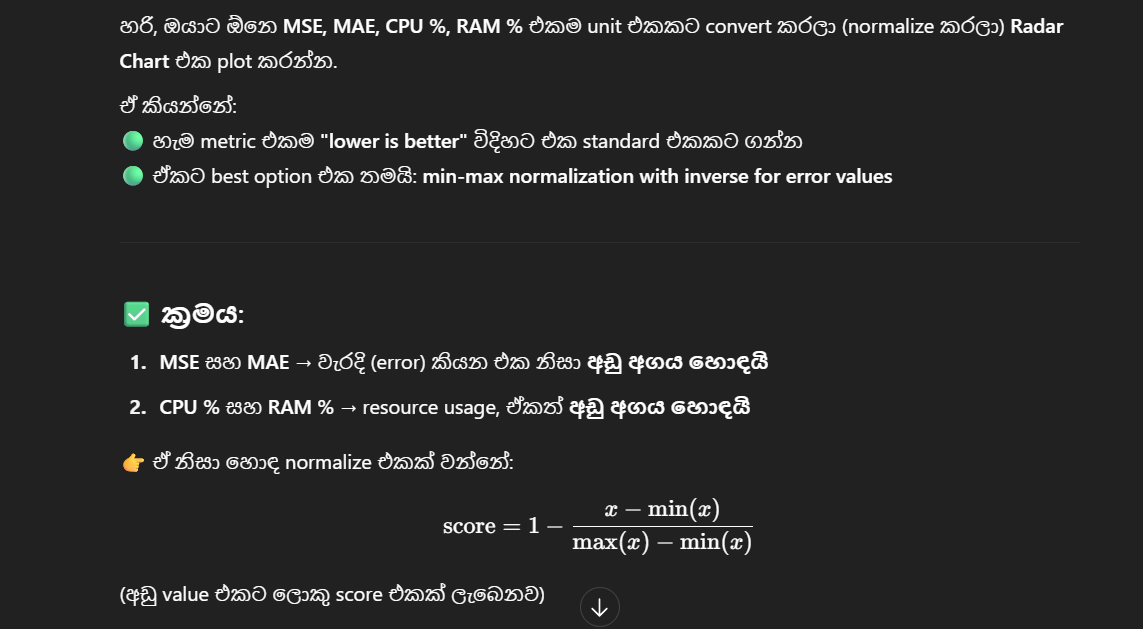 හරි, ඔයාට ඕනෙ MSE, MAE, CPU %, RAM % එකම unit එකකට convert කරලා (normalize කරලා) Radar
Chart එක plot කරන්න.
ඒ කියන්නේ:
🟢 හැම metric එකම "lower is better" විදිහට එක standard එකකට ගන්න
🟢 ඒකට best option එක තමයි: min-max normalization with inverse for error values
✅ ක්‍රමය:
1. MSE සහ MAE → වැරදි (error) කියන එක නිසා අඩු අගය හොඳයි
2. CPU % සහ RAM % → resource usage, ඒකත් අඩු අගය හොඳයි
👉 ඒ නිසා හොඳ normalize එකක් වන්නේ:
score = 1 − (x − min(x)) / (max(x) − min(x))
(අඩු value එකට ලොකු score එකක් ලැබෙනව)